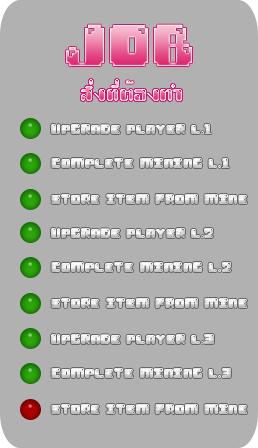 JOB
สิ่งที่ต้องทำ
UPGRADE PLAYER L.1
COMPLETE MINING L.1
STORE ITEM FROM MINE
UPGRADE PLAYER L.2
COMPLETE MINING L.2
STORE ITEM FROM MINE
UPGRADE PLAYER L.3
COMPLETE MINING L.3
STORE ITEM FROM MINE